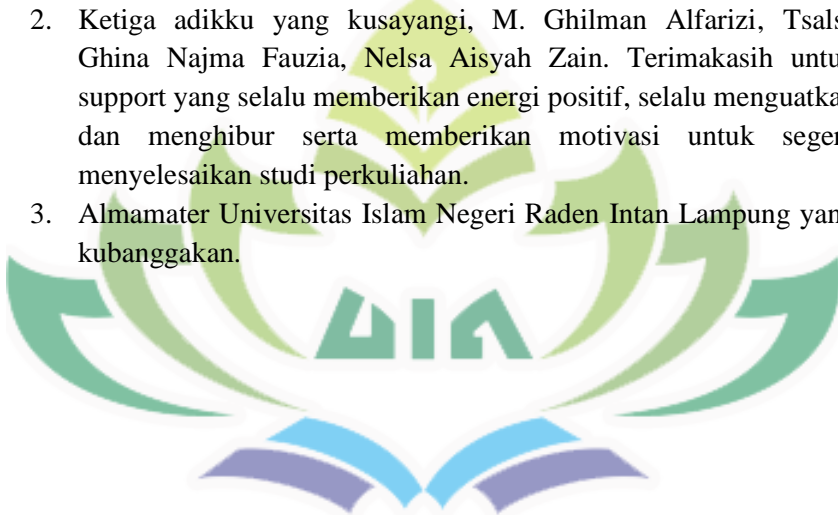 2. Ketiga adikku yang kusayangi, M. Ghilman Alfarizi, Tsals
Ghina Najma Fauzia, Nelsa Aisyah Zain. Terimakasih untu
support yang selalu memberikan energi positif, selalu menguatka
dan menghibur serta memberikan motivasi untuk seger
menyelesaikan studi perkuliahan.
3. Almamater Universitas Islam Negeri Raden Intan Lampung yan
kubanggakan.
UIN